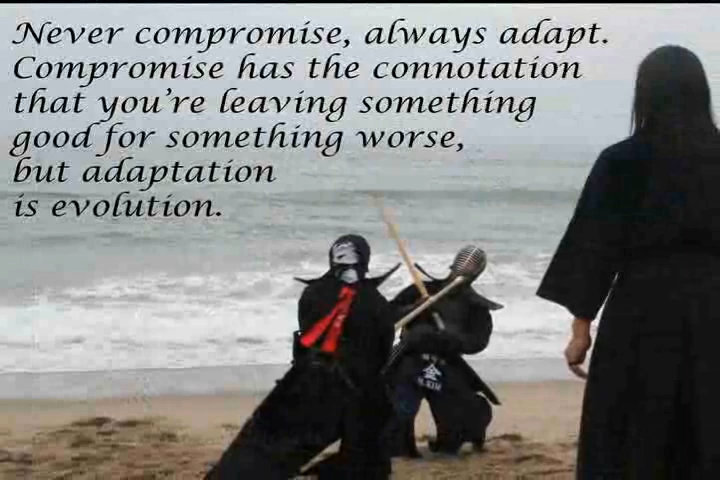 Never compromise, always adapt.
Compromise has the connotation
that you're leaving something
good for something worse,
but adaptation
is evolution.
金